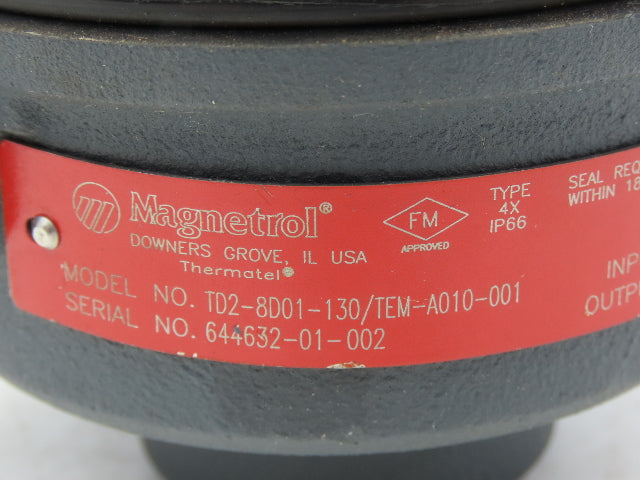 Magnetrol®
DOWNERS GROVE, IL USA
Thermatel®
FM
APPROVED
TYPE
4X
IP66
SEAL REQ
WITHIN 18
MODEL NO. TD2-8D01-130/TEM-A010-001
SERIAL NO. 644632-01-002
INP
OUTP